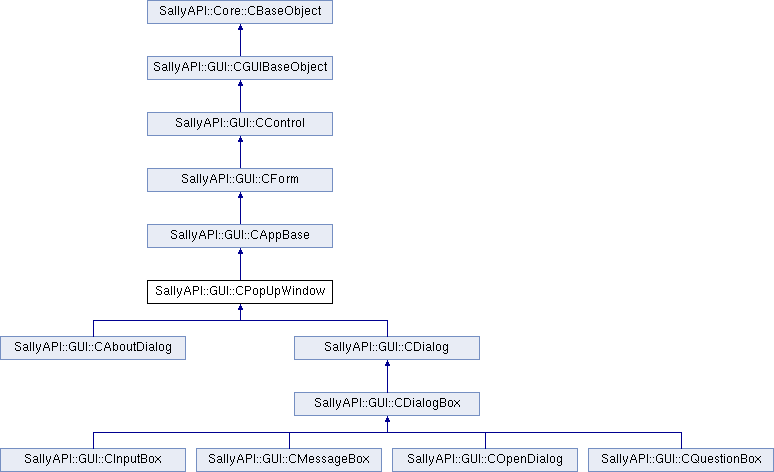 SallyAPI::Core::CBaseObject
SallyAPI::GUI::CGUIBaseObject
SallyAPI::GUI::CControl
SallyAPI::GUI::CForm
SallyAPI::GUI::CAppBase
SallyAPI::GUI::CPopUpWindow
SallyAPI::GUI::CAboutDialog
SallyAPI::GUI::CDialog
SallyAPI::GUI::CDialogBox
SallyAPI::GUI::CInputBox
SallyAPI::GUI::CMessageBox
SallyAPI::GUI::COpenDialog
SallyAPI::GUI::CQuestionBox